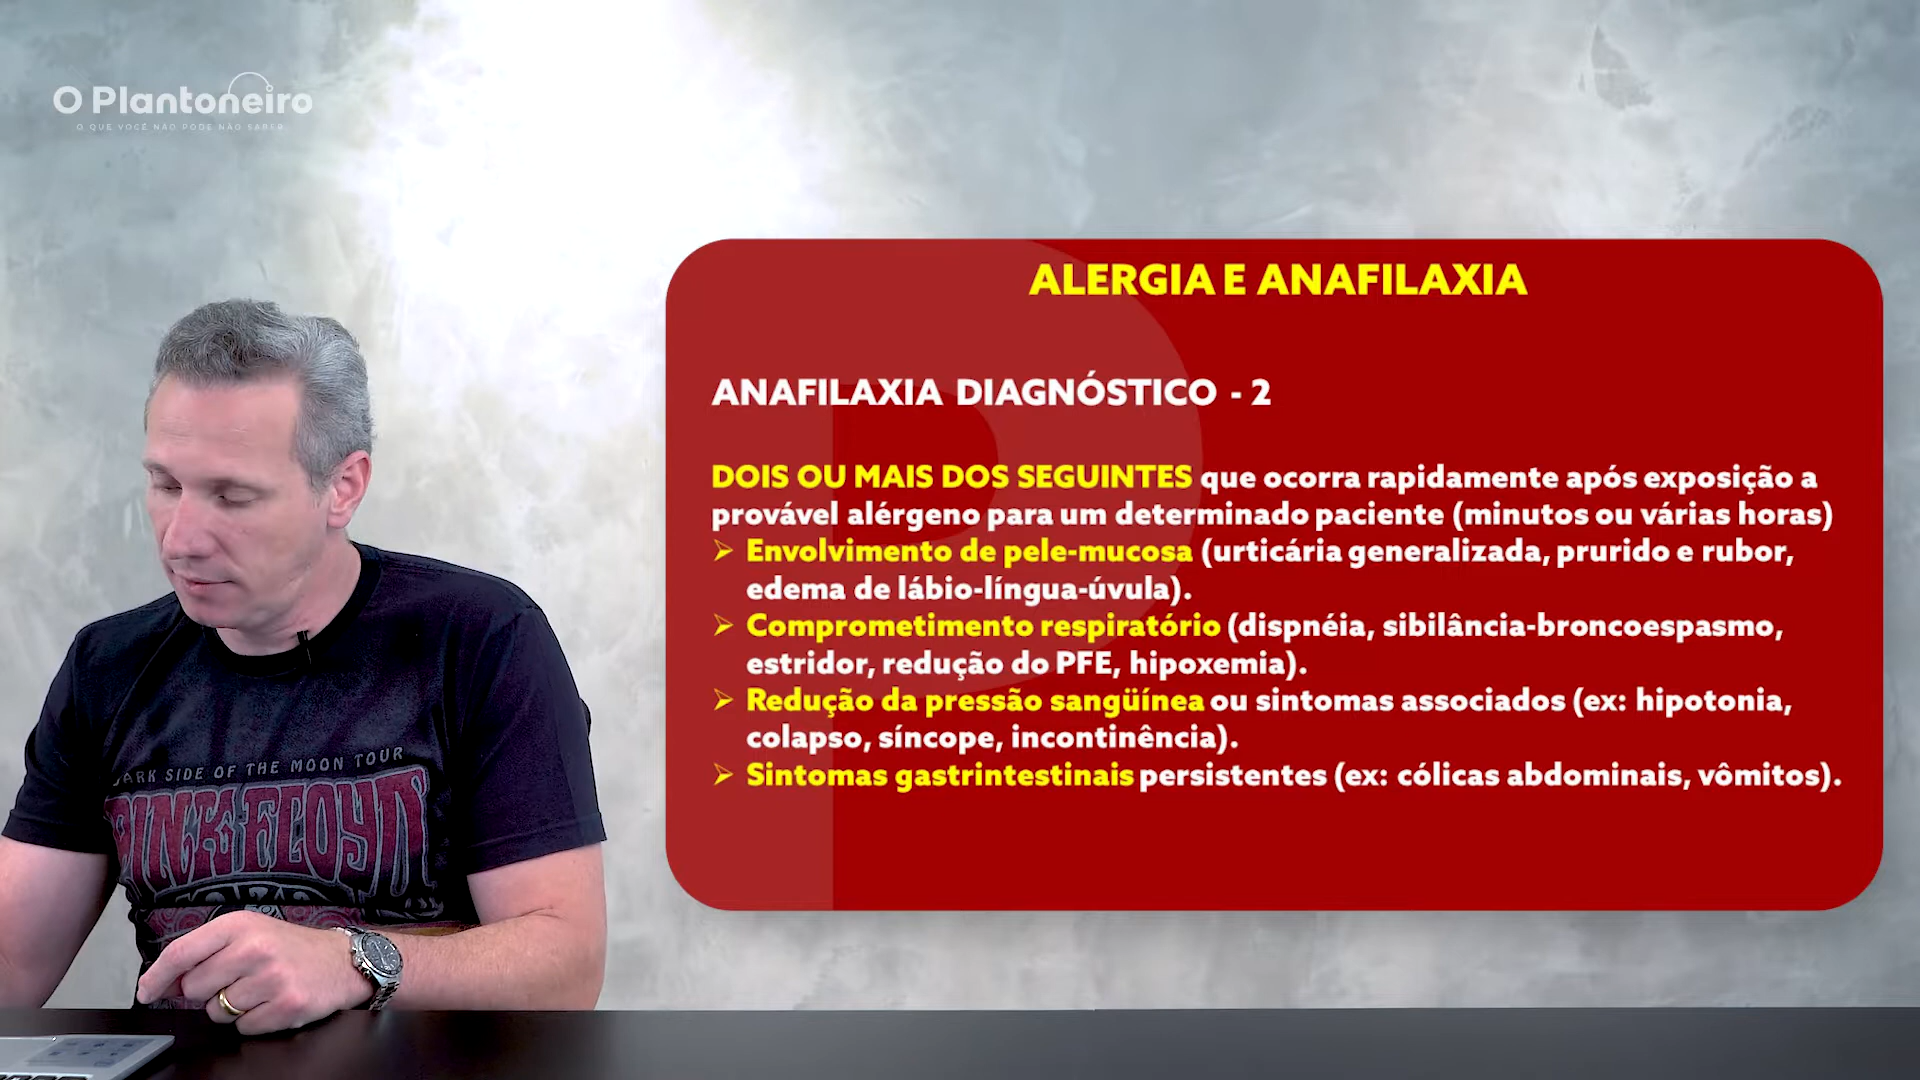 O Plantoneiro
O QUE VOCÊ NÃO PODE NÃO SABER
ALERGIA E ANAFILAXIA
ANAFILAXIA DIAGNÓSTICO - 2
DOIS OU MAIS DOS SEGUINTES que ocorra rapidamente após exposição a
provável alérgeno para um determinado paciente (minutos ou várias horas)
➢ Envolvimento de pele-mucosa (urticária generalizada, prurido e rubor,
edema de lábio-língua-úvula).
➢ Comprometimento respiratório (dispnéia, sibilância-broncoespasmo,
estridor, redução do PFE, hipoxemia).
➢ Redução da pressão sangüínea ou sintomas associados (ex: hipotonia,
colapso, síncope, incontinência).
➢ Sintomas gastrintestinais persistentes (ex: cólicas abdominais, vômitos).
DARK SIDE OF THE MOON TOUR
PINK FLOYD